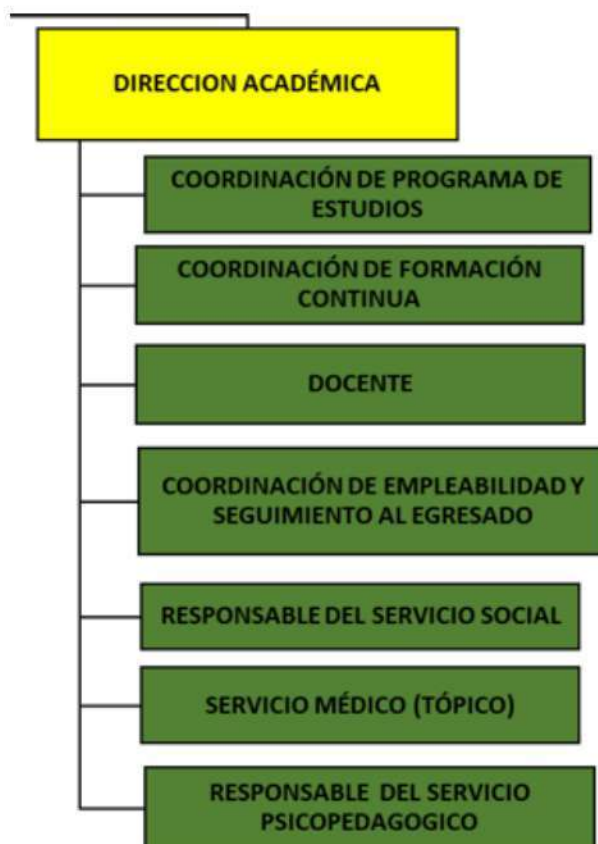 DIRECCION ACADÉMICA
COORDINACIÓN DE PROGRAMA DE
ESTUDIOS
COORDINACIÓN DE FORMACIÓN
CONTINUA
DOCENTE
COORDINACIÓN DE EMPLEABILIDAD Y
SEGUIMIENTO AL EGRESADO
RESPONSABLE DEL SERVICIO SOCIAL
SERVICIO MÉDICO (TÓPICO)
RESPONSABLE DEL SERVICIO
PSICOPEDAGOGICO